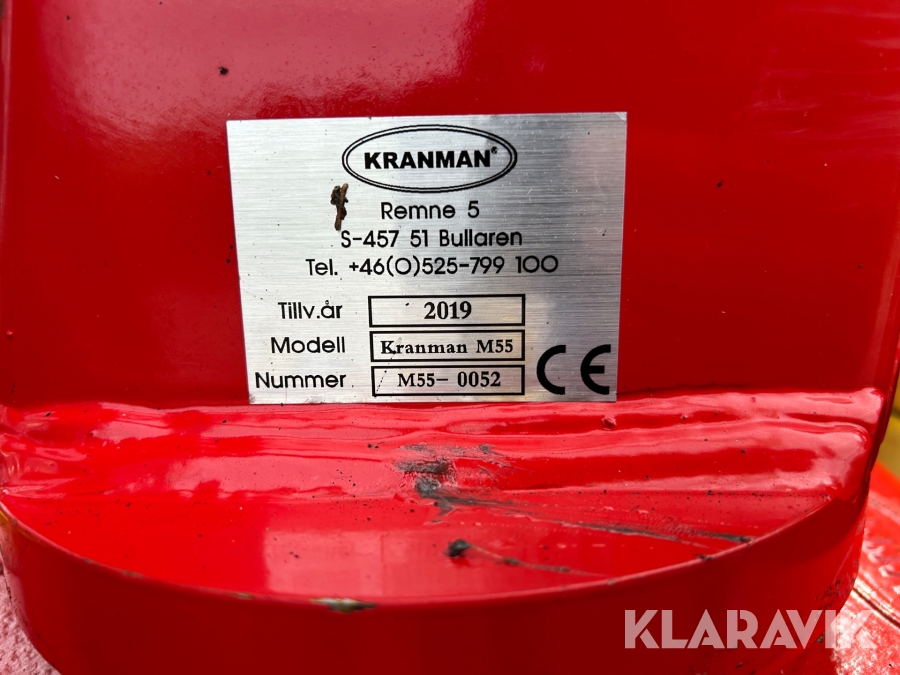 KRANMAN®
Remne 5
S-457 51 Bullaren
Tel. +46(0)525-799 100
Tillv.år 2019
Modell Kranman M55
Nummer M55- 0052
CE
KLARAVIK